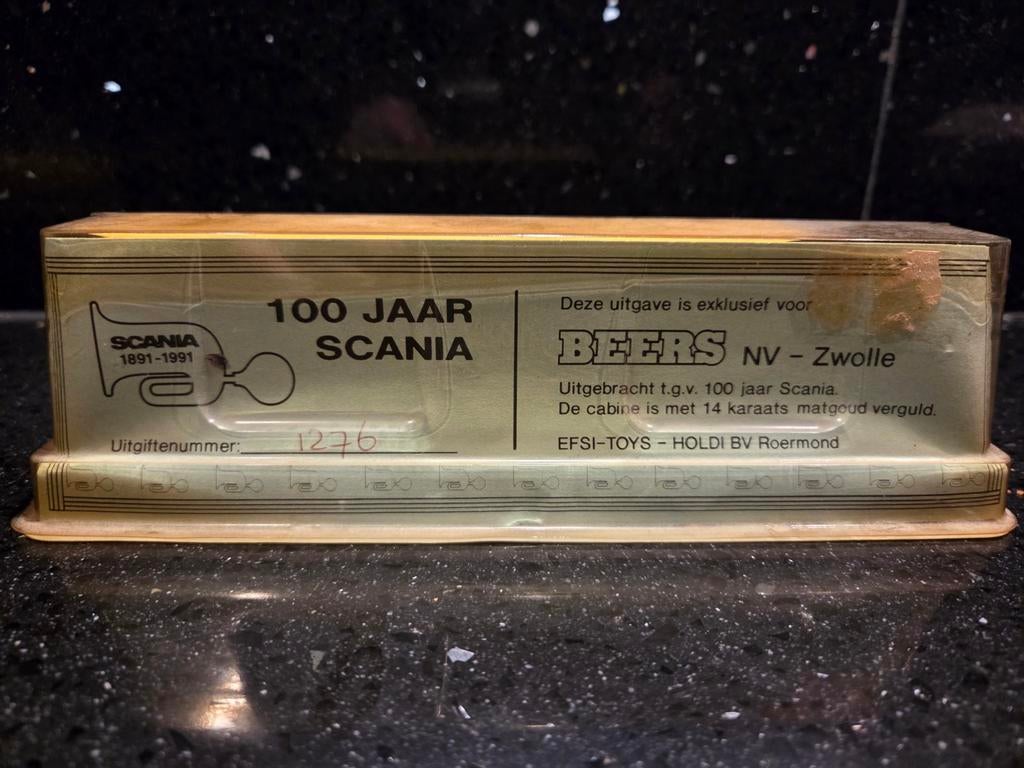 SCANIA
1891-1991
100 JAAR
SCANIA
Uitgiftenummer: 1276
Deze uitgave is exklusief voor
BEERS NV - Zwolle
Uitgebracht t.g.v. 100 jaar Scania.
De cabine is met 14 karaats matgoud verguld.
EFSI-TOYS - HOLDI BV Roermond